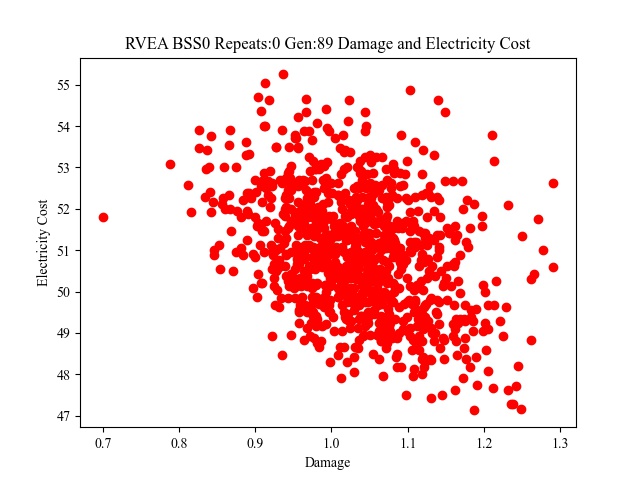 RVEA BSS0 Repeats:0 Gen:89 Damage and Electricity Cost
55
54
53
52
51
50
49
48
47
Electricity Cost
0.7 0.8 0.9 1.0 1.1 1.2 1.3
Damage